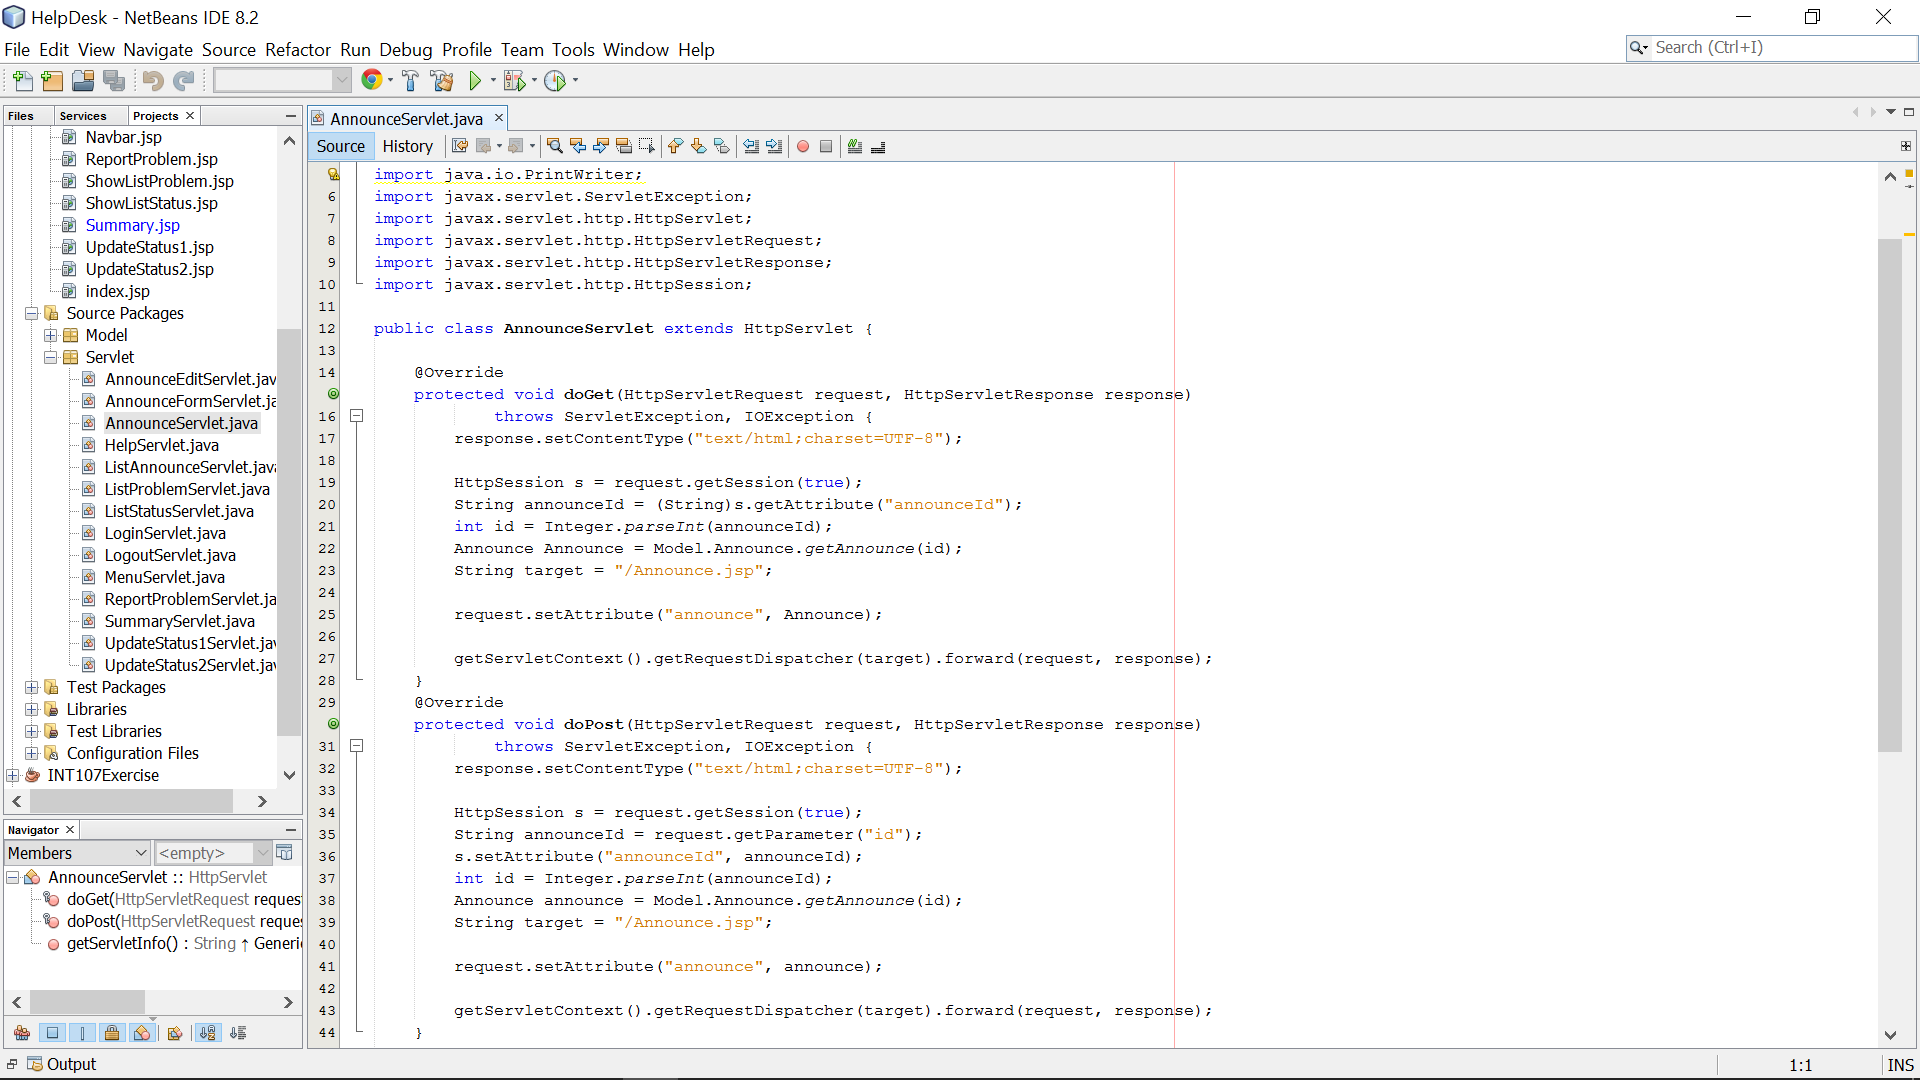 HelpDesk - NetBeans IDE 8.2
File Edit View Navigate Source Refactor Run Debug Profile Team Tools Window Help
Search (Ctrl+I)
Files Services Projects
Navbar.jsp
ReportProblem.jsp
ShowListProblem.jsp
ShowListStatus.jsp
Summary.jsp
UpdateStatus1.jsp
UpdateStatus2.jsp
index.jsp
Source Packages
Model
Servlet
AnnounceEditServlet.jav
AnnounceFormServlet.ja
AnnounceServlet.java
HelpServlet.java
ListAnnounceServlet.java
ListProblemServlet.java
ListStatusServlet.java
LoginServlet.java
LogoutServlet.java
MenuServlet.java
ReportProblemServlet.ja
SummaryServlet.java
UpdateStatus1Servlet.jav
UpdateStatus2Servlet.jav
Test Packages
Libraries
Test Libraries
Configuration Files
INT107Exercise
Navigator
Members <empty>
AnnounceServlet :: HttpServlet
doGet(HttpServletRequest reques
doPost(HttpServletRequest reque
getServletInfo() : String ↑ Generi
AnnounceServlet.java
Source History
import java.io.PrintWriter;
6 import javax.servlet.ServletException;
7 import javax.servlet.http.HttpServlet;
8 import javax.servlet.http.HttpServletRequest;
9 import javax.servlet.http.HttpServletResponse;
10 import javax.servlet.http.HttpSession;
11
12 public class AnnounceServlet extends HttpServlet {
13
14 @Override
protected void doGet(HttpServletRequest request, HttpServletResponse response)
16 throws ServletException, IOException {
17 response.setContentType("text/html;charset=UTF-8");
18
19 HttpSession s = request.getSession(true);
20 String announceId = (String)s.getAttribute("announceId");
21 int id = Integer.parseInt(announceId);
22 Announce Announce = Model.Announce.getAnnounce(id);
23 String target = "/Announce.jsp";
24
25 request.setAttribute("announce", Announce);
26
27 getServletContext().getRequestDispatcher(target).forward(request, response);
28 }
29 @Override
protected void doPost(HttpServletRequest request, HttpServletResponse response)
31 throws ServletException, IOException {
32 response.setContentType("text/html;charset=UTF-8");
33
34 HttpSession s = request.getSession(true);
35 String announceId = request.getParameter("id");
36 s.setAttribute("announceId", announceId);
37 int id = Integer.parseInt(announceId);
38 Announce announce = Model.Announce.getAnnounce(id);
39 String target = "/Announce.jsp";
40
41 request.setAttribute("announce", announce);
42
43 getServletContext().getRequestDispatcher(target).forward(request, response);
44 }
Output
1:1 INS